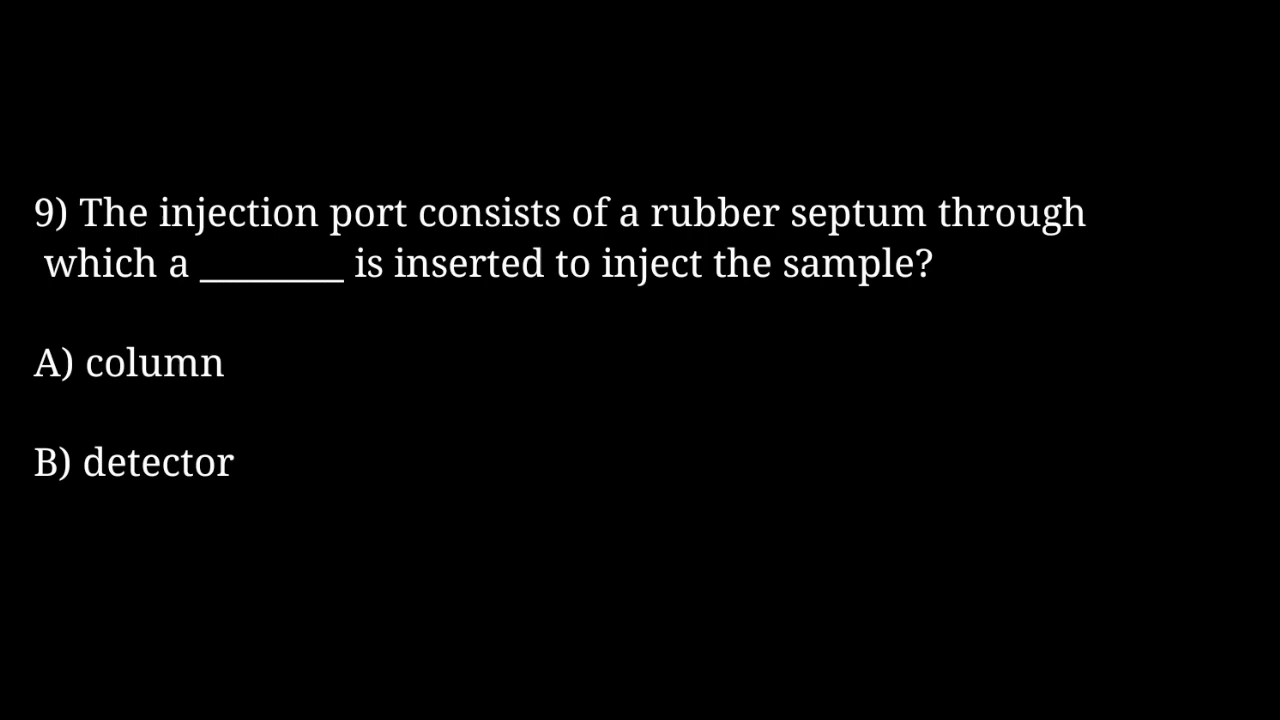 9) The injection port consists of a rubber septum through
which a ________ is inserted to inject the sample?
A) column
B) detector